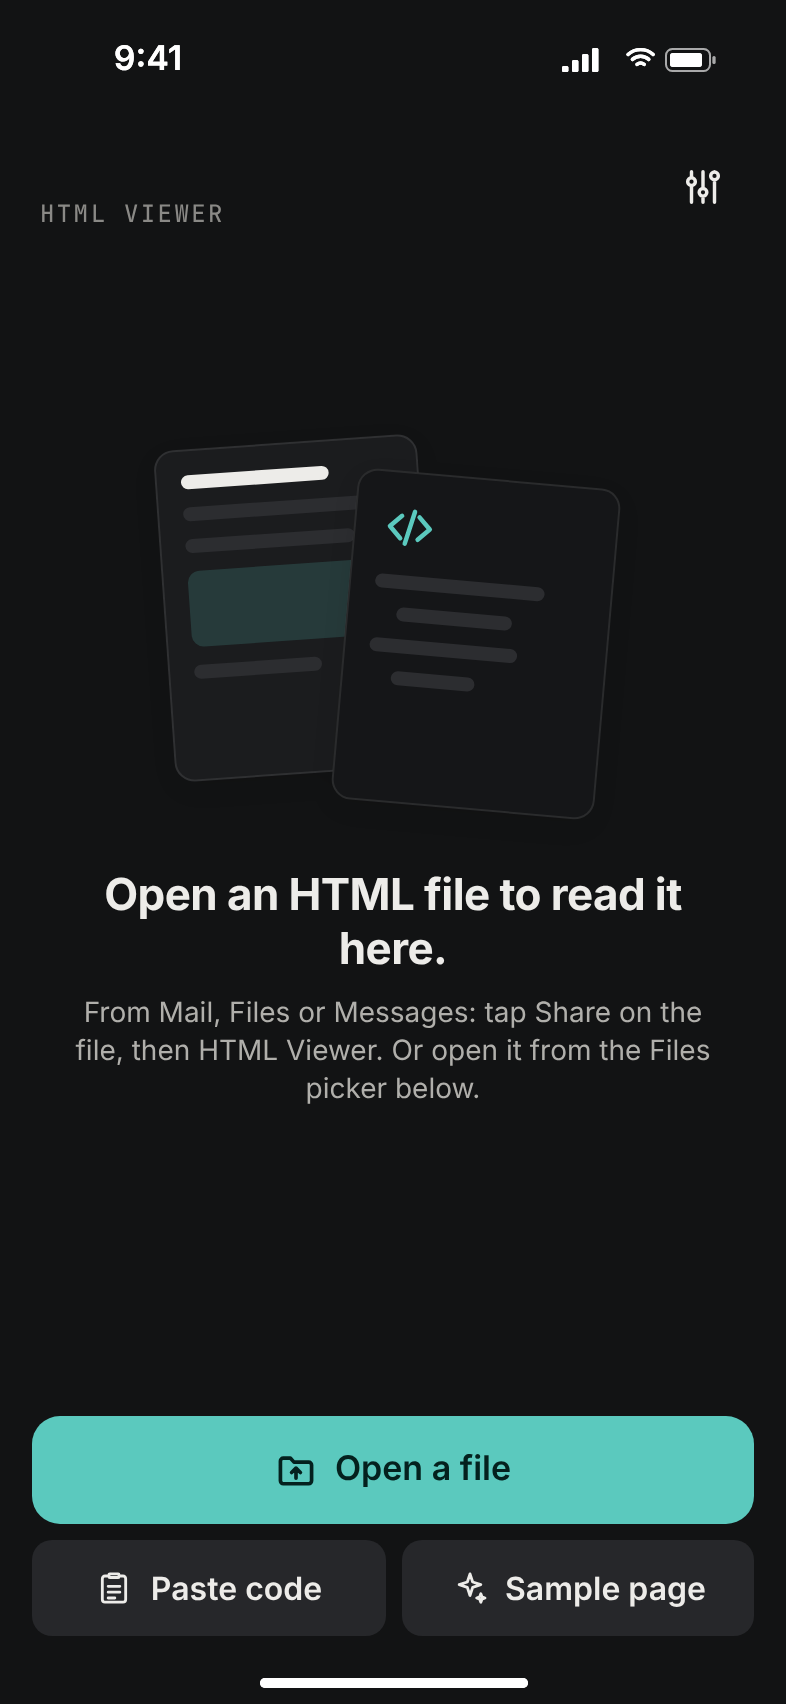 9:41
HTML VIEWER
</>
Open an HTML file to read it
here.
From Mail, Files or Messages: tap Share on the
file, then HTML Viewer. Or open it from the Files
picker below.
Open a file
Paste code
Sample page